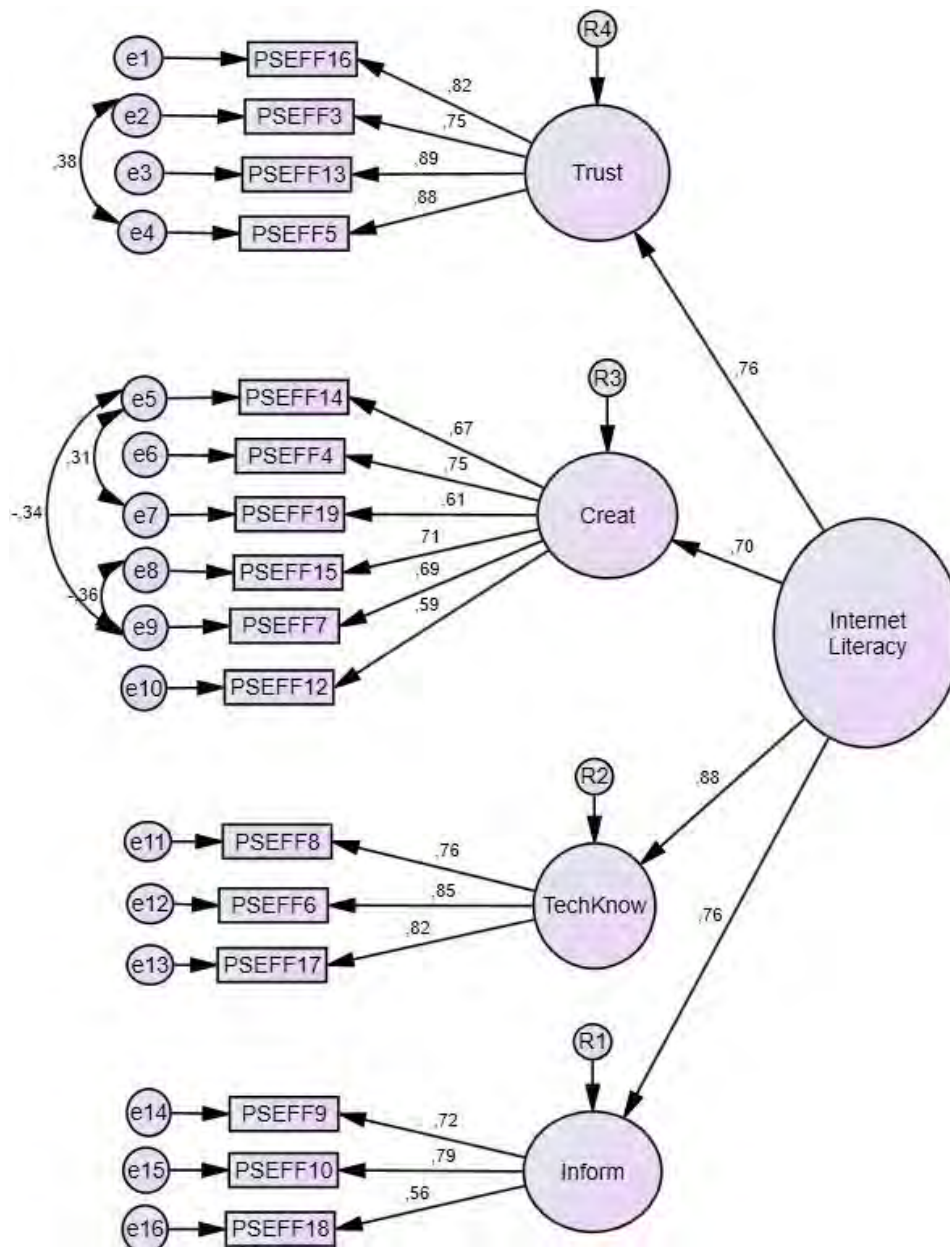 R4
e1 PSEFF16 ,82
e2 PSEFF3 ,75
,38
e3 PSEFF13 ,89 Trust
e4 PSEFF5 ,88
,76
R3
e5 PSEFF14 ,67
,31
e6 PSEFF4 ,75
-,34
e7 PSEFF19 ,61 Creat
,70
e8 PSEFF15 ,71
-,36
e9 PSEFF7 ,69
e10 PSEFF12 ,59
Internet
Literacy
R2
,88
e11 PSEFF8 ,76
e12 PSEFF6 ,85 TechKnow
e13 PSEFF17 ,82
,76
R1
e14 PSEFF9 ,72
e15 PSEFF10 ,79 Inform
e16 PSEFF18 ,56